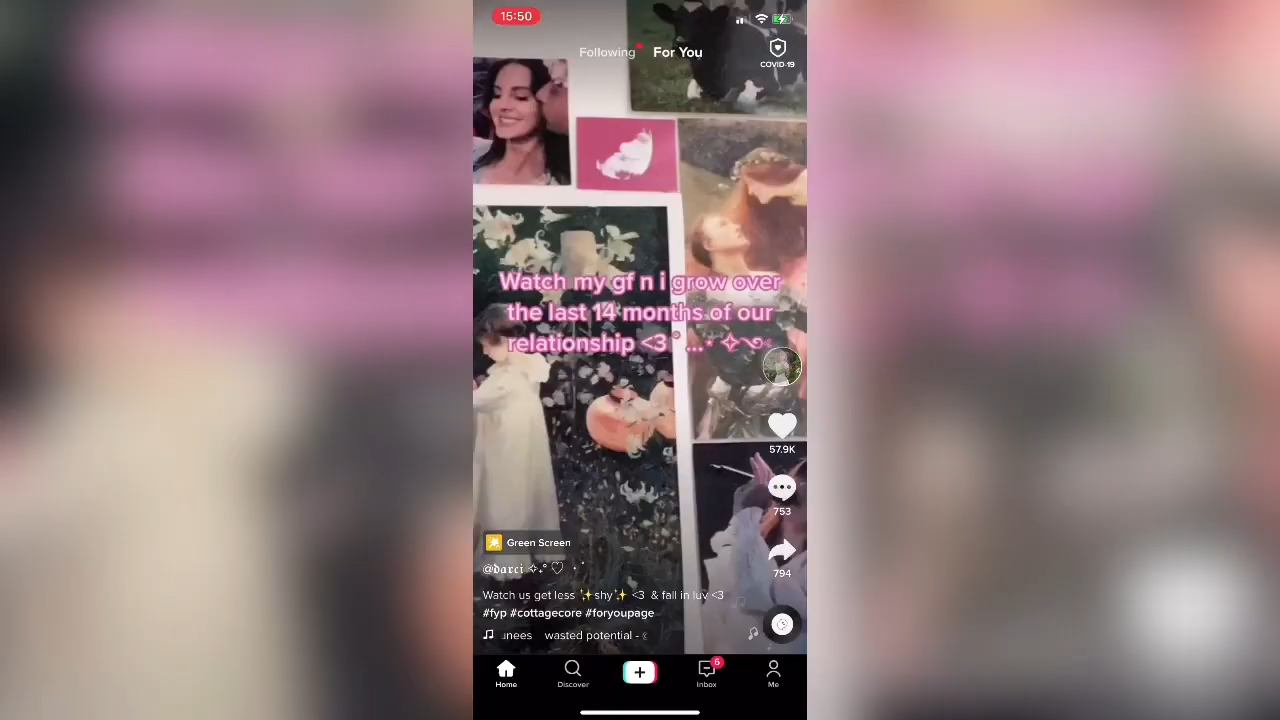 15:50
Following
For You
COVID-19
Watch my gf n i grow over
the last 14 months of our
relationship <3 ° ...· ✧࿐
57.9K
753
794
Green Screen
@𝖉𝖆𝖗𝖈𝖎 ✧˖° ♡ ⋆˙
Watch us get less ✨shy✨ <3 & fall in luv <3
#fyp #cottagecore #foryoupage
wasted potential -
Home
Discover
6
Inbox
Me